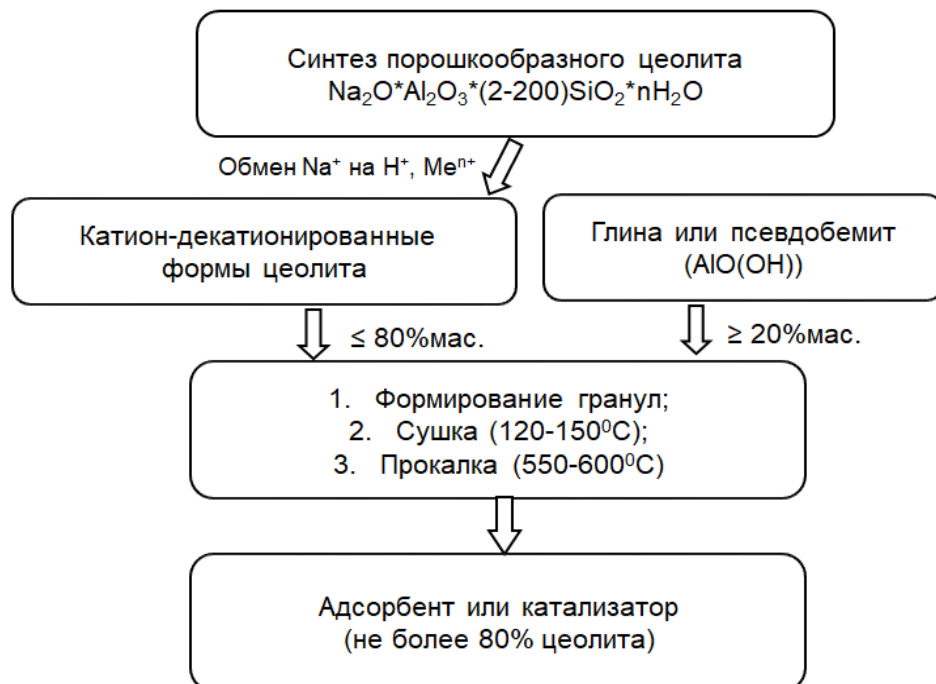 Синтез порошкообразного цеолита
Na₂O*Al₂O₃*(2-200)SiO₂*nH₂O
Обмен Na⁺ на H⁺, Meⁿ⁺
Катион-декатионированные
формы цеолита
Глина или псевдобемит
(AlO(OH))
≤ 80%мас.
≥ 20%мас.
1. Формирование гранул;
2. Сушка (120-150⁰С);
3. Прокалка (550-600⁰С)
Адсорбент или катализатор
(не более 80% цеолита)